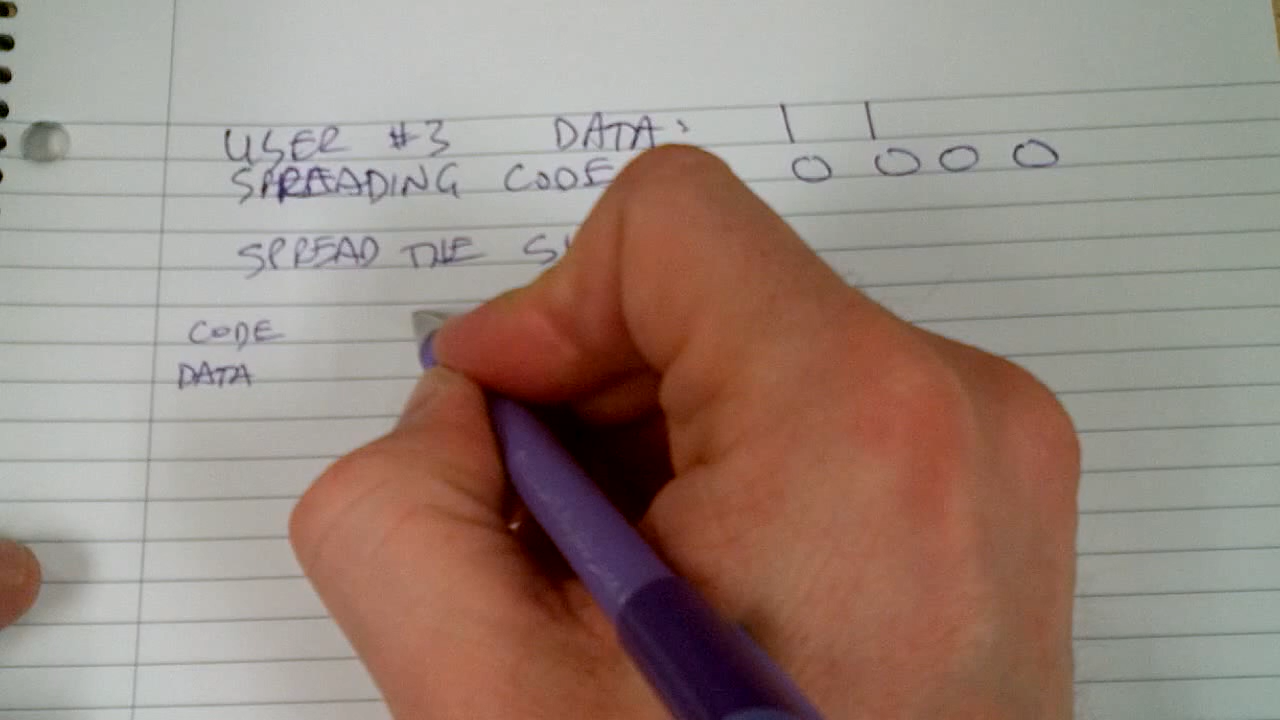 USER #3 DATA: 1 1
SPREADING CODE 0 0 0 0
SPREAD THE
CODE
DATA